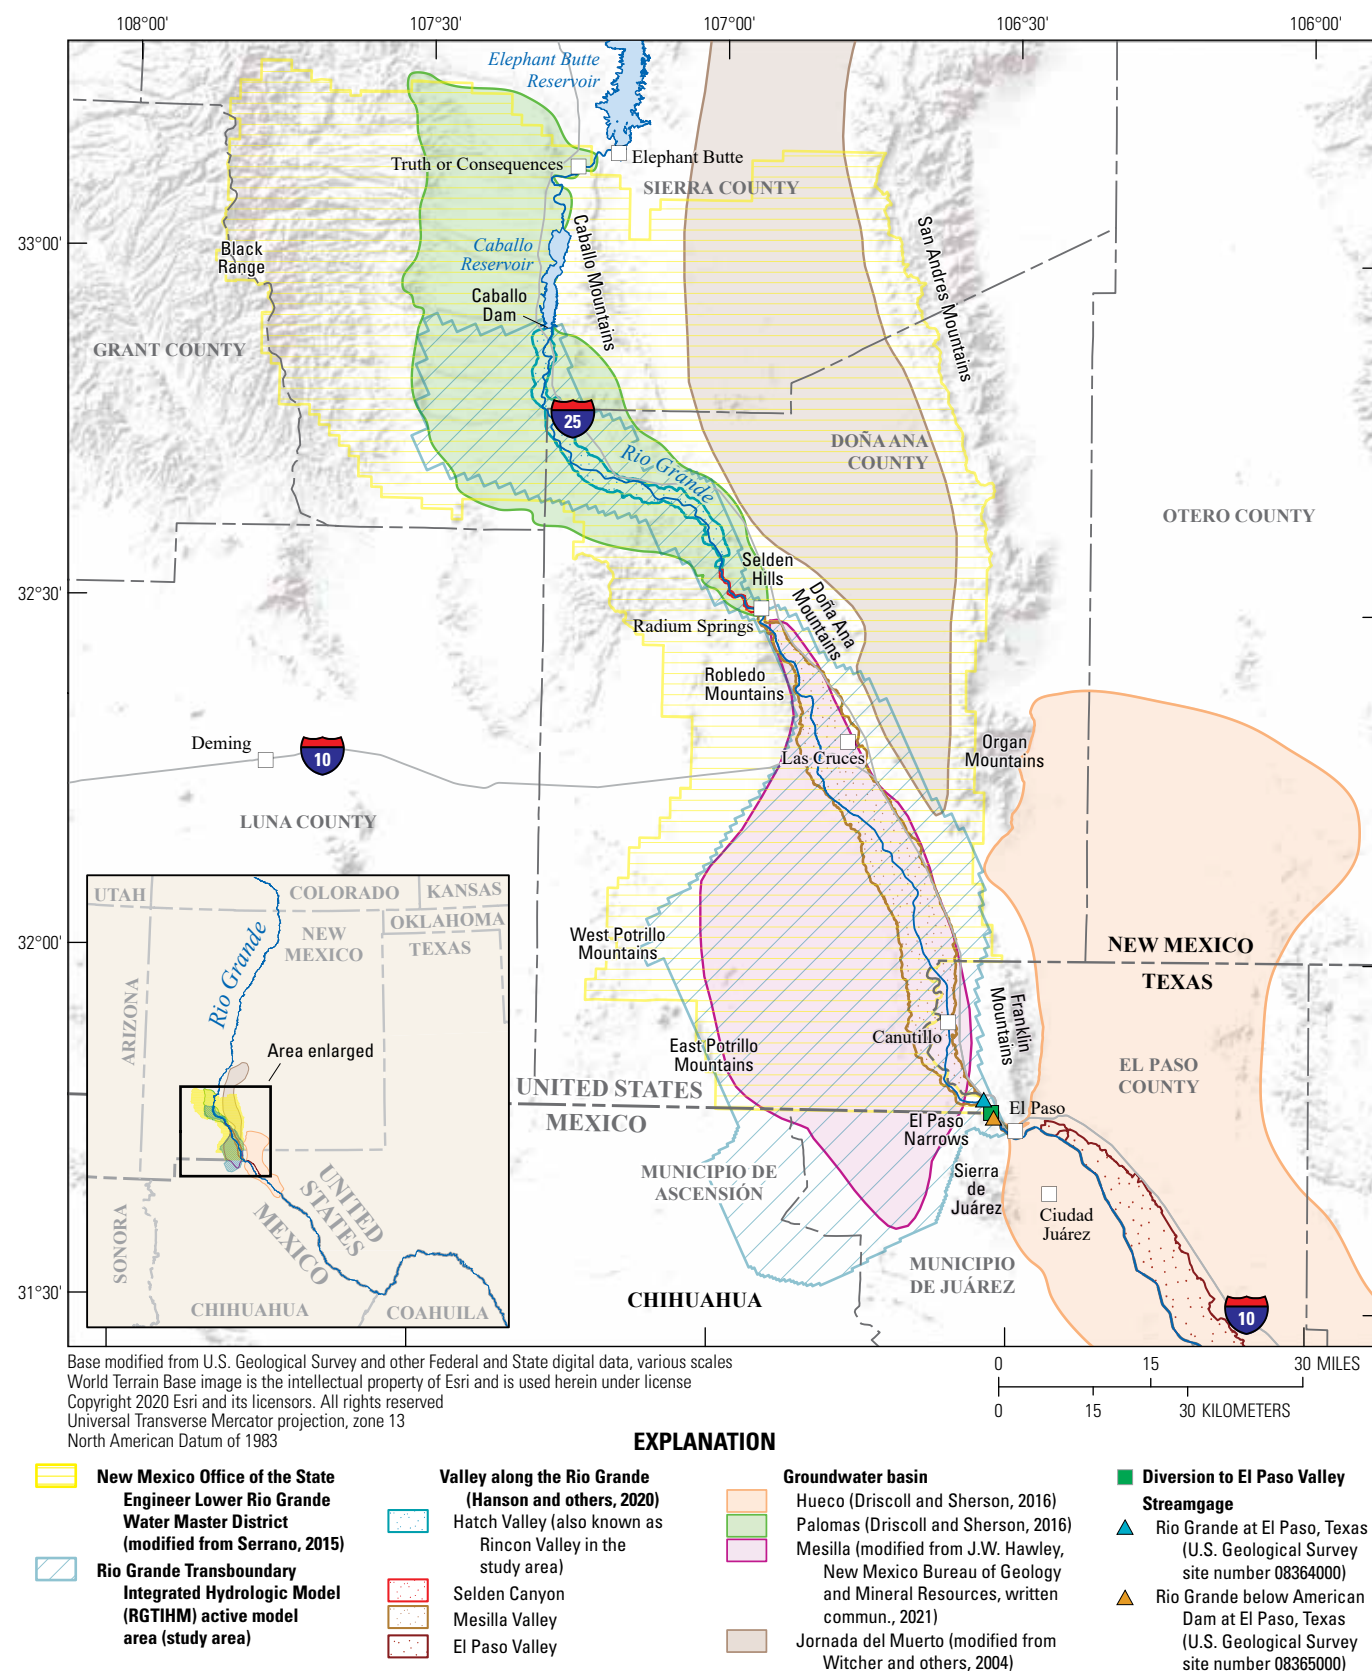 108°00'
107°30'
107°00'
106°30'
106°00'
33°00'
32°30'
32°00'
31°30'
Elephant Butte
Reservoir
Truth or Consequences
Elephant Butte
SIERRA COUNTY
Black
Range
Caballo
Reservoir
Caballo Mountains
San Andres Mountains
Caballo
Dam
GRANT COUNTY
25
Rio Grande
DOÑA ANA
COUNTY
OTERO COUNTY
Selden
Hills
Doña Ana
Mountains
Radium Springs
Robledo
Mountains
Deming
10
Las Cruces
Organ
Mountains
LUNA COUNTY
West Potrillo
Mountains
NEW MEXICO
TEXAS
Franklin
Mountains
Canutillo
East Potrillo
Mountains
EL PASO
COUNTY
UNITED STATES
MEXICO
El Paso
El Paso
Narrows
MUNICIPIO DE
ASCENSIÓN
Sierra
de
Juárez
Ciudad
Juárez
MUNICIPIO
DE JUÁREZ
CHIHUAHUA
10
UTAH
COLORADO
KANSAS
OKLAHOMA
NEW
MEXICO
TEXAS
Rio Grande
ARIZONA
Area enlarged
UNITED
STATES
MEXICO
SONORA
CHIHUAHUA
COAHUILA
Base modified from U.S. Geological Survey and other Federal and State digital data, various scales
World Terrain Base image is the intellectual property of Esri and is used herein under license
Copyright 2020 Esri and its licensors. All rights reserved
Universal Transverse Mercator projection, zone 13
North American Datum of 1983
0 15 30 MILES
0 15 30 KILOMETERS
EXPLANATION
New Mexico Office of the State
Engineer Lower Rio Grande
Water Master District
(modified from Serrano, 2015)
Rio Grande Transboundary
Integrated Hydrologic Model
(RGTIHM) active model
area (study area)
Valley along the Rio Grande
(Hanson and others, 2020)
Hatch Valley (also known as
Rincon Valley in the
study area)
Selden Canyon
Mesilla Valley
El Paso Valley
Groundwater basin
Hueco (Driscoll and Sherson, 2016)
Palomas (Driscoll and Sherson, 2016)
Mesilla (modified from J.W. Hawley,
New Mexico Bureau of Geology
and Mineral Resources, written
commun., 2021)
Jornada del Muerto (modified from
Witcher and others, 2004)
Diversion to El Paso Valley
Streamgage
Rio Grande at El Paso, Texas
(U.S. Geological Survey
site number 08364000)
Rio Grande below American
Dam at El Paso, Texas
(U.S. Geological Survey
site number 08365000)